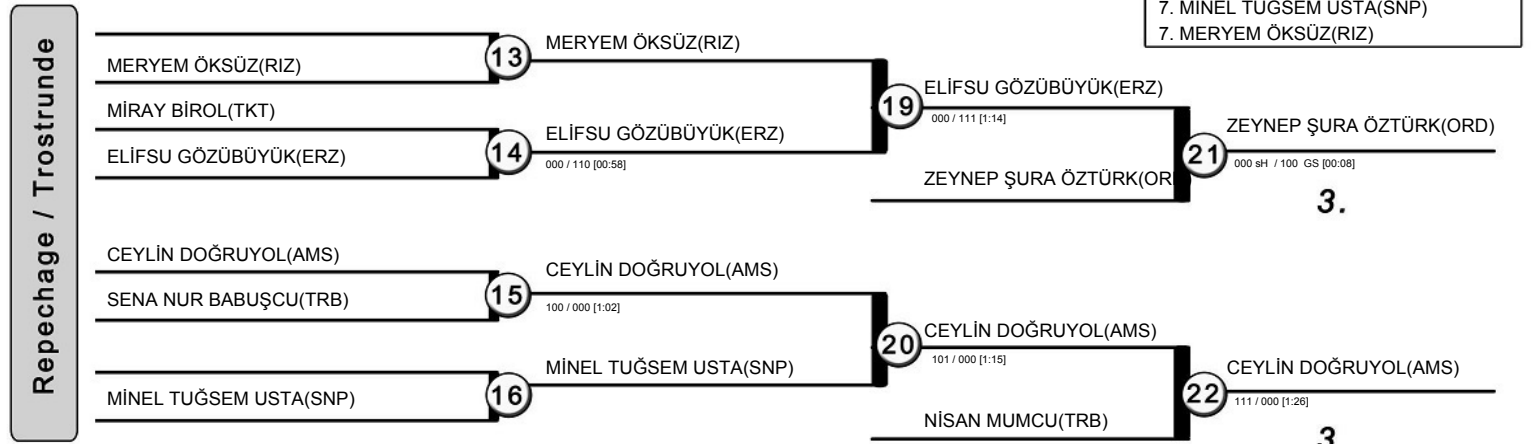 7. MİNEL TUĞSEM USTA(SNP)
7. MERYEM ÖKSÜZ(RIZ)
Repechage / Trostrunde
MERYEM ÖKSÜZ(RIZ)
13
MERYEM ÖKSÜZ(RIZ)
MİRAY BİROL(TKT)
ELİFSU GÖZÜBÜYÜK(ERZ)
14
ELİFSU GÖZÜBÜYÜK(ERZ)
000 / 110 [00:58]
19
ELİFSU GÖZÜBÜYÜK(ERZ)
000 / 111 [1:14]
ZEYNEP ŞURA ÖZTÜRK(OR
21
ZEYNEP ŞURA ÖZTÜRK(ORD)
000 sH / 100 GS [00:08]
3.
CEYLİN DOĞRUYOL(AMS)
SENA NUR BABUŞCU(TRB)
15
CEYLİN DOĞRUYOL(AMS)
100 / 000 [1:02]
MİNEL TUĞSEM USTA(SNP)
16
MİNEL TUĞSEM USTA(SNP)
20
CEYLİN DOĞRUYOL(AMS)
101 / 000 [1:15]
NİSAN MUMCU(TRB)
22
CEYLİN DOĞRUYOL(AMS)
111 / 000 [1:26]
3